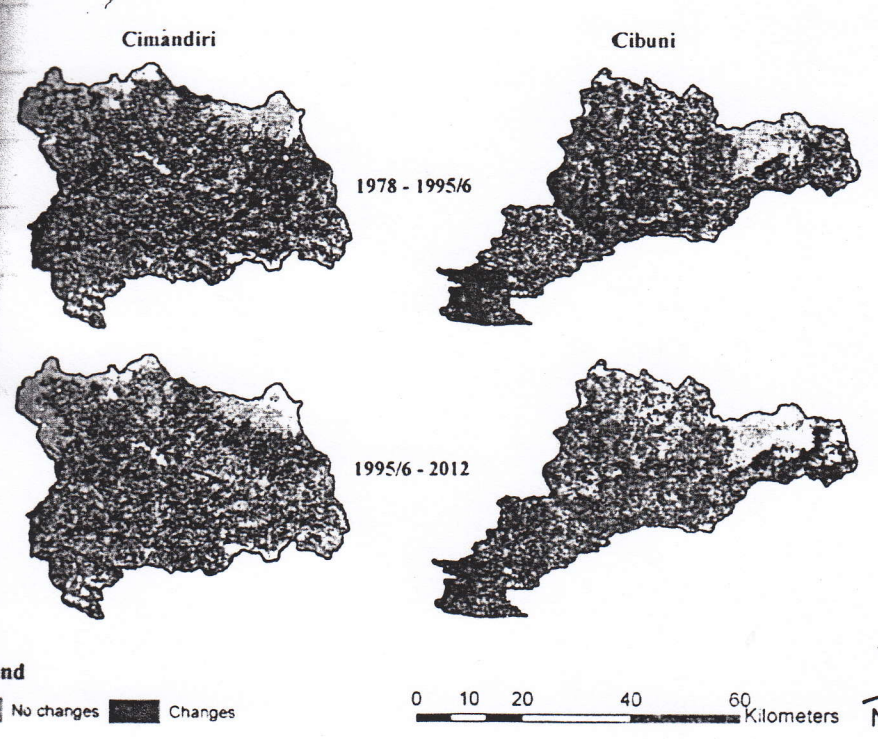 Cimandiri
Cibuni
1978 - 1995/6
1995/6 - 2012
nd
No changes
Changes
0 10 20 40 60
Kilometers
N